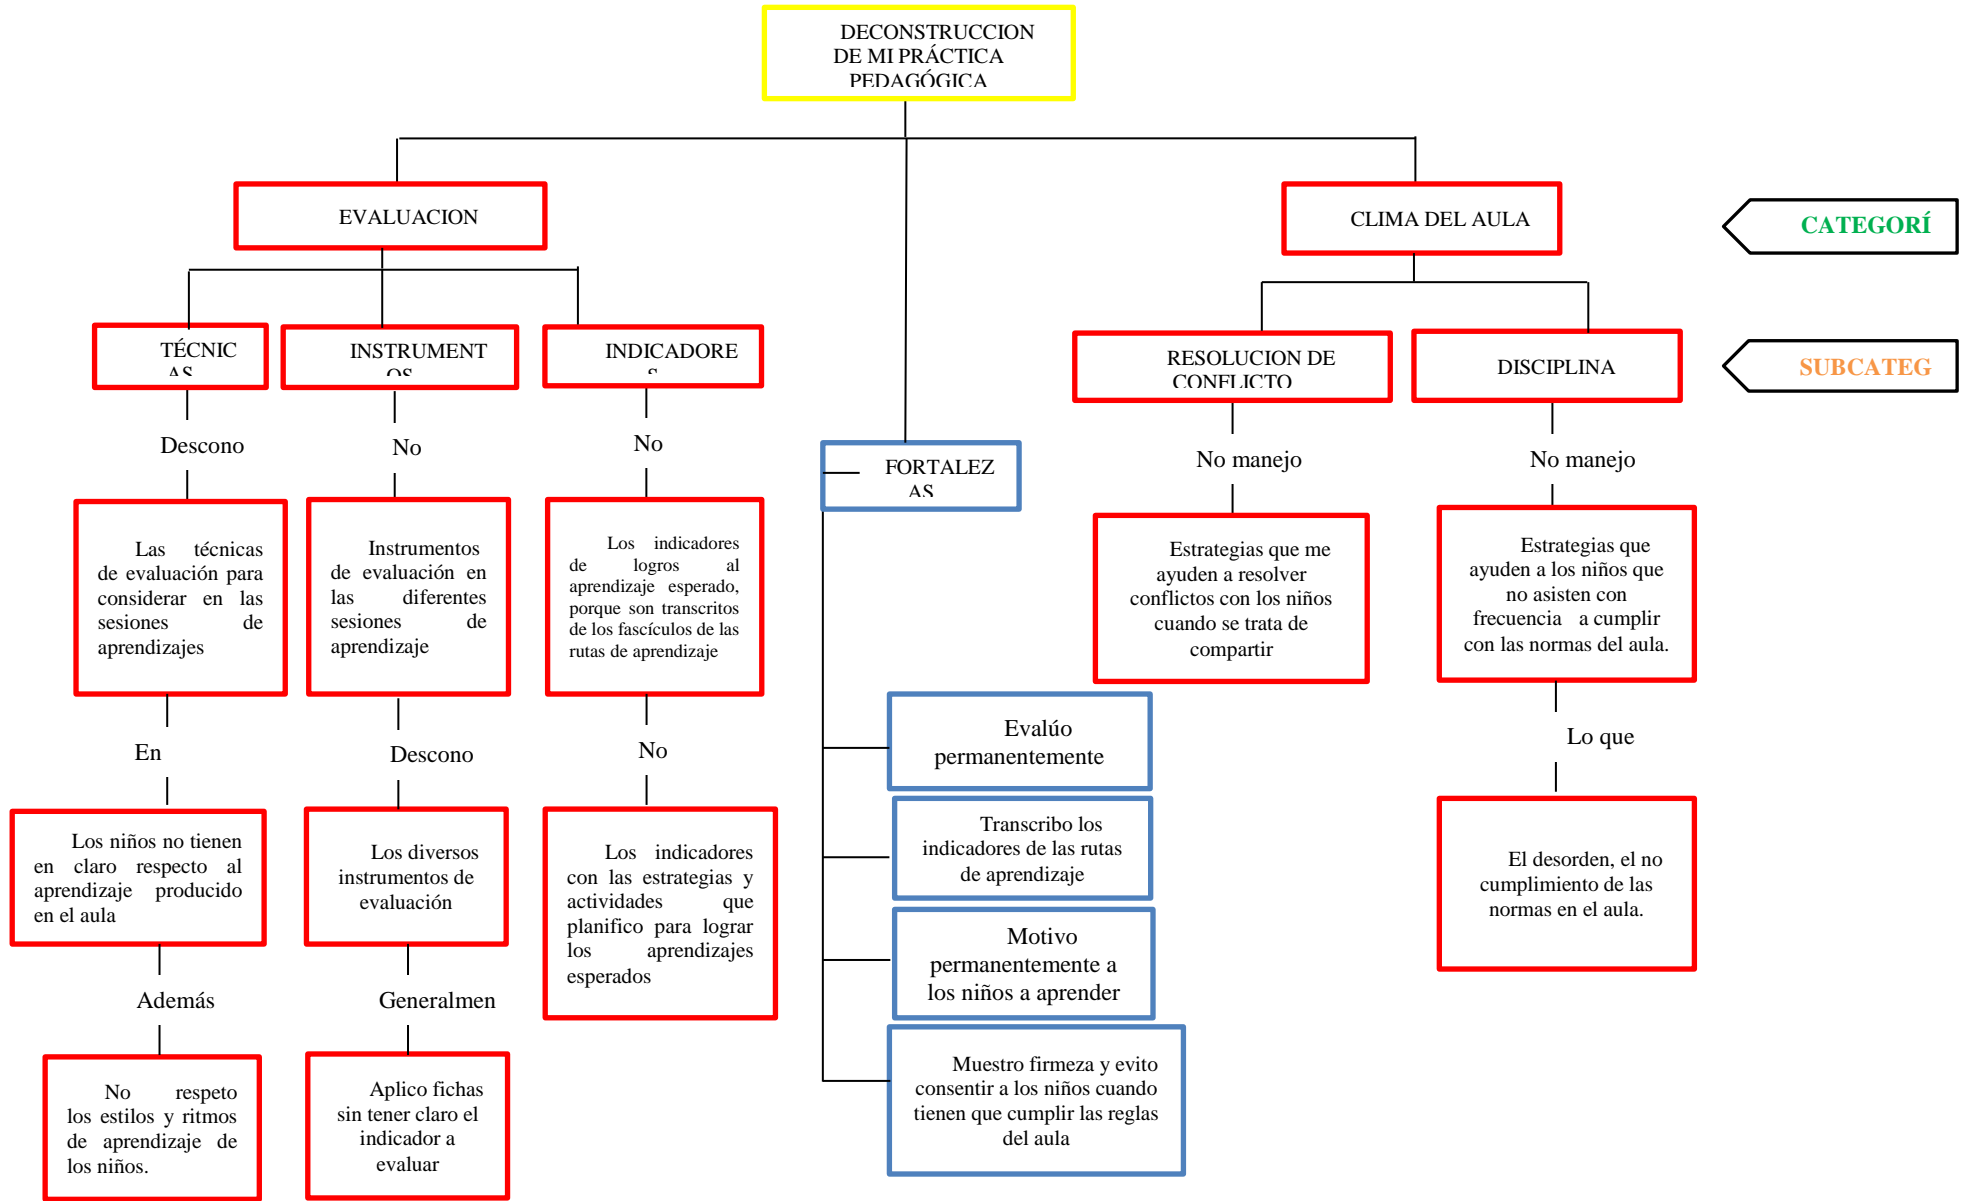 DECONSTRUCCION
DE MI PRÁCTICA
PEDAGÓGICA
EVALUACION
CLIMA DEL AULA
CATEGORÍ
TÉCNIC
AS
INSTRUMENT
OS
INDICADORE
S
RESOLUCION DE
CONFLICTO
DISCIPLINA
SUBCATEG
Descono
No
No
FORTALEZ
AS
No manejo
No manejo
Las técnicas
de evaluación para
considerar en las
sesiones de
aprendizajes
Instrumentos
de evaluación en
las diferentes
sesiones de
aprendizaje
Los indicadores
de logros al
aprendizaje esperado,
porque son transcritos
de los fascículos de las
rutas de aprendizaje
Estrategias que me
ayuden a resolver
conflictos con los niños
cuando se trata de
compartir
Estrategias que
ayuden a los niños que
no asisten con
frecuencia a cumplir
con las normas del aula.
En
Descono
No
Lo que
Evalúo
permanentemente
Transcribo los
indicadores de las rutas
de aprendizaje
Motivo
permanentemente a
los niños a aprender
Muestro firmeza y evito
consentir a los niños cuando
tienen que cumplir las reglas
del aula
Los niños no tienen
en claro respecto al
aprendizaje producido
en el aula
Los diversos
instrumentos de
evaluación
Los indicadores
con las estrategias y
actividades que
planifico para lograr
los aprendizajes
esperados
El desorden, el no
cumplimiento de las
normas en el aula.
Además
Generalmen
No respeto
los estilos y ritmos
de aprendizaje de
los niños.
Aplico fichas
sin tener claro el
indicador a
evaluar